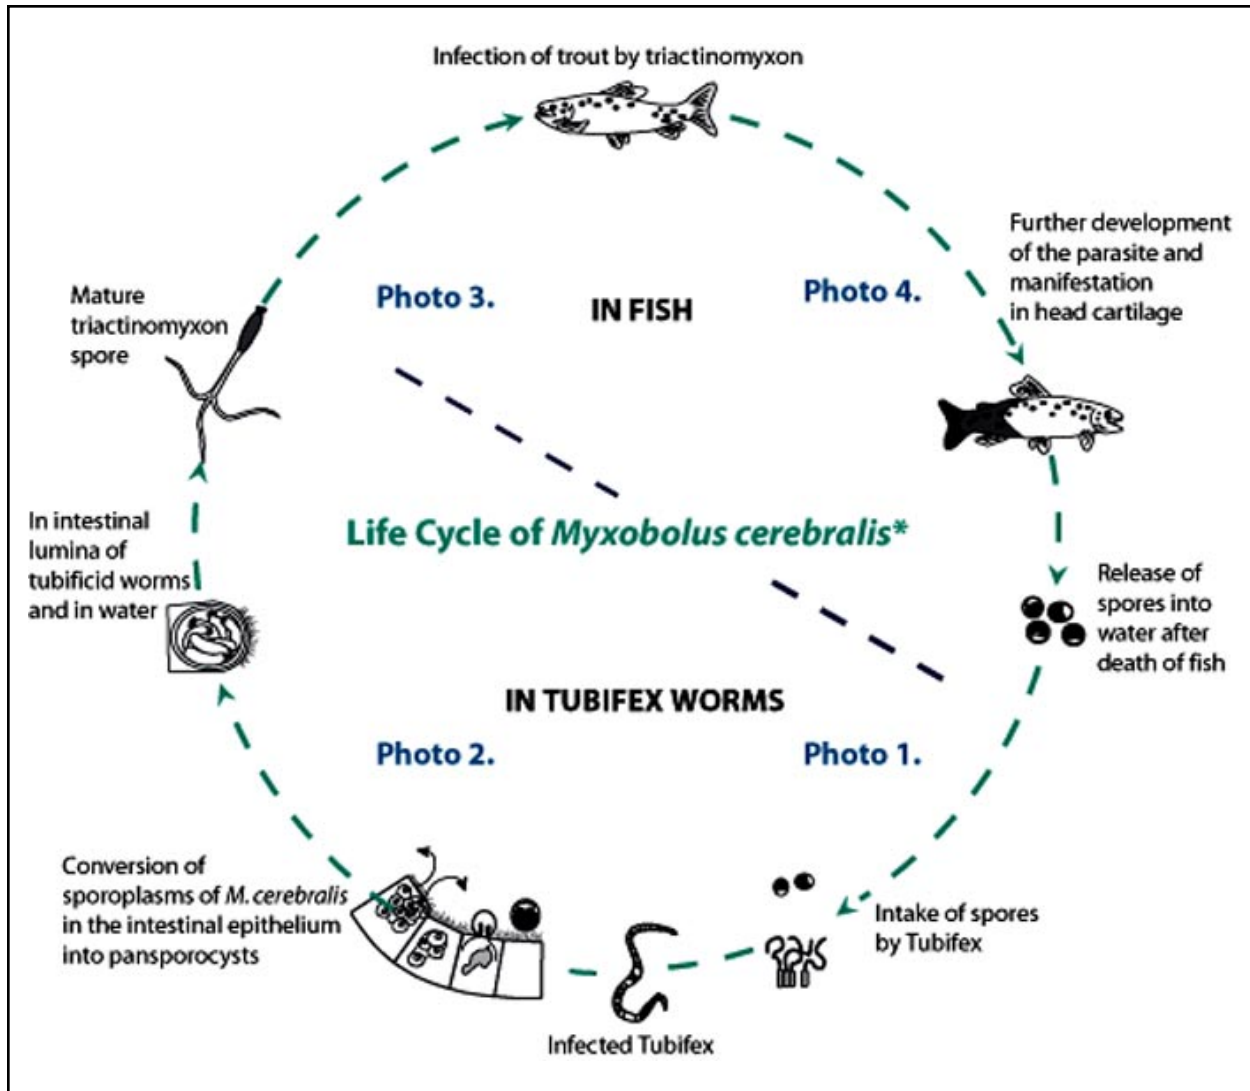 Infection of trout by triactinomyxon
Further development
of the parasite and
manifestation
in head cartilage
Photo 3.
Photo 4.
IN FISH
Mature
triactinomyxon
spore
Life Cycle of Myxobolus cerebralis*
In intestinal
lumina of
tubificid worms
and in water
Release of
spores into
water after
death of fish
IN TUBIFEX WORMS
Photo 2.
Photo 1.
Conversion of
sporoplasms of M. cerebralis
in the intestinal epithelium
into pansporocysts
Intake of spores
by Tubifex
Infected Tubifex